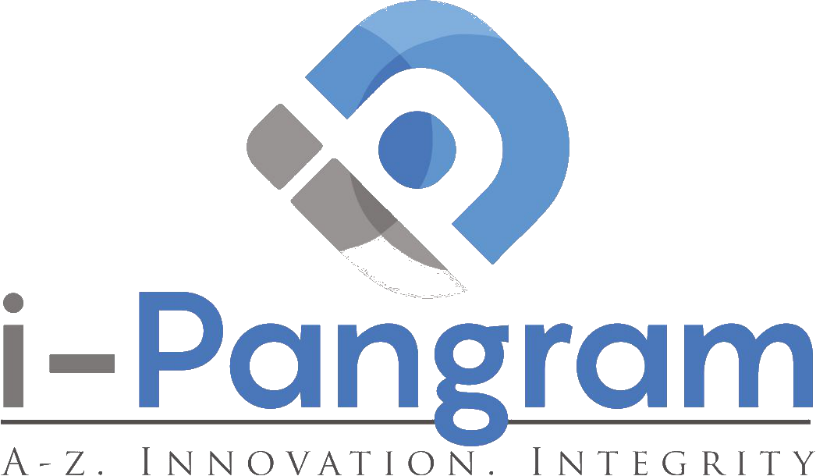 i-Pangram
A-Z. INNOVATION. INTEGRITY